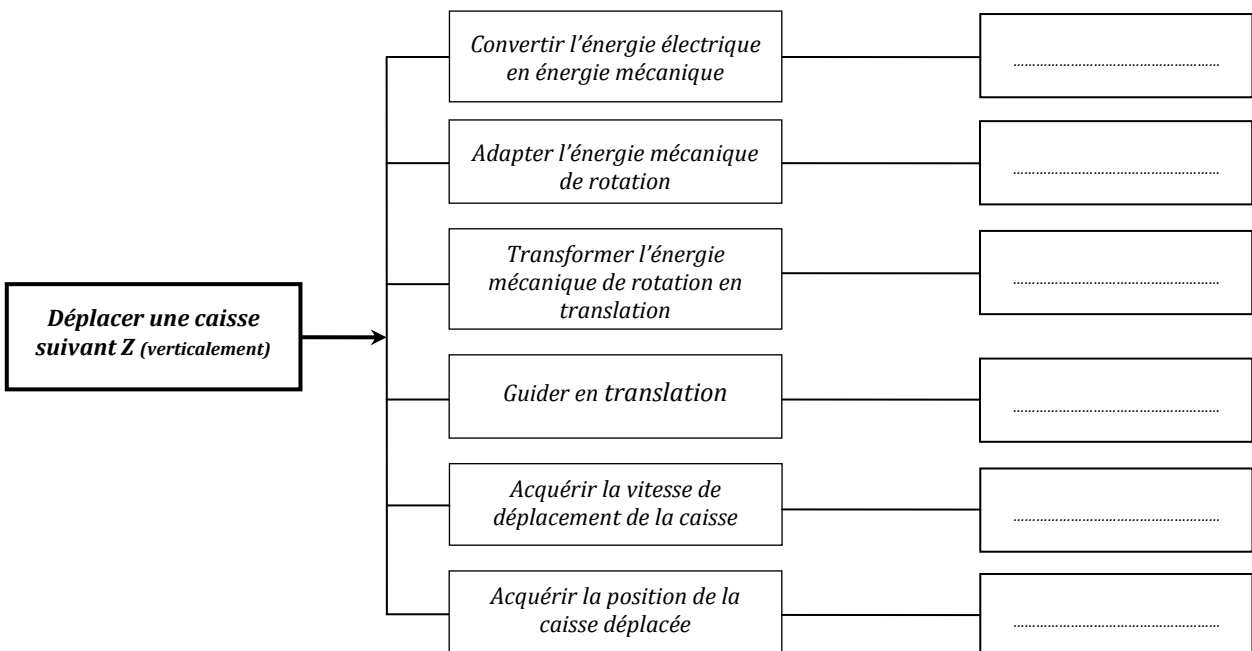 Convertir l’énergie électrique
en énergie mécanique
……………………………………………
Adapter l’énergie mécanique
de rotation
……………………………………………
Transformer l’énergie
mécanique de rotation en
translation
……………………………………………
Déplacer une caisse
suivant Z (verticalement)
Guider en translation
……………………………………………
Acquérir la vitesse de
déplacement de la caisse
……………………………………………
Acquérir la position de la
caisse déplacée
……………………………………………